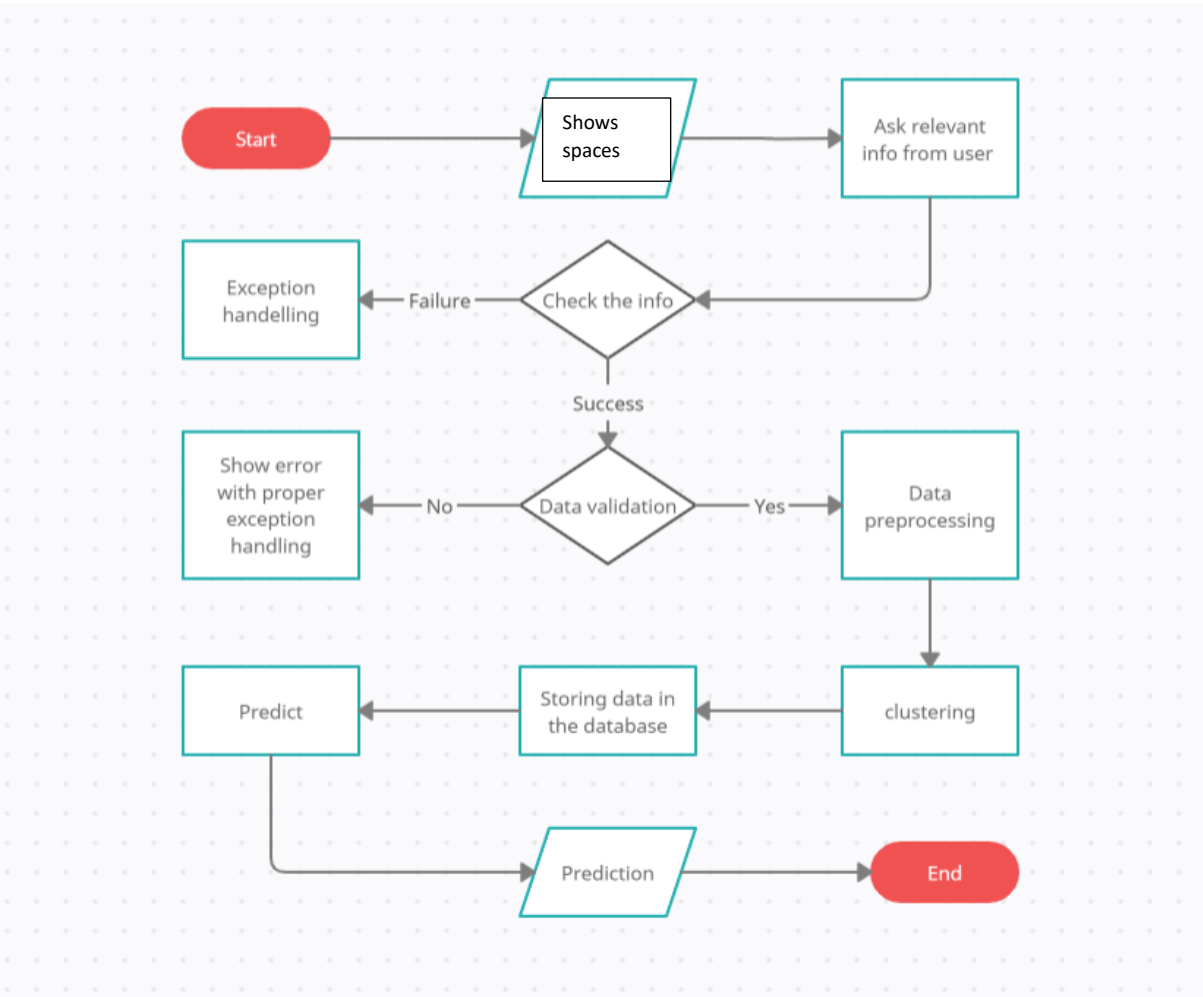 Start
Shows
spaces
Ask relevant
info from user
Exception
handelling
Failure
Check the info
Success
Show error
with proper
exception
handling
No
Data validation
Yes
Data
preprocessing
Predict
Storing data in
the database
clustering
Prediction
End